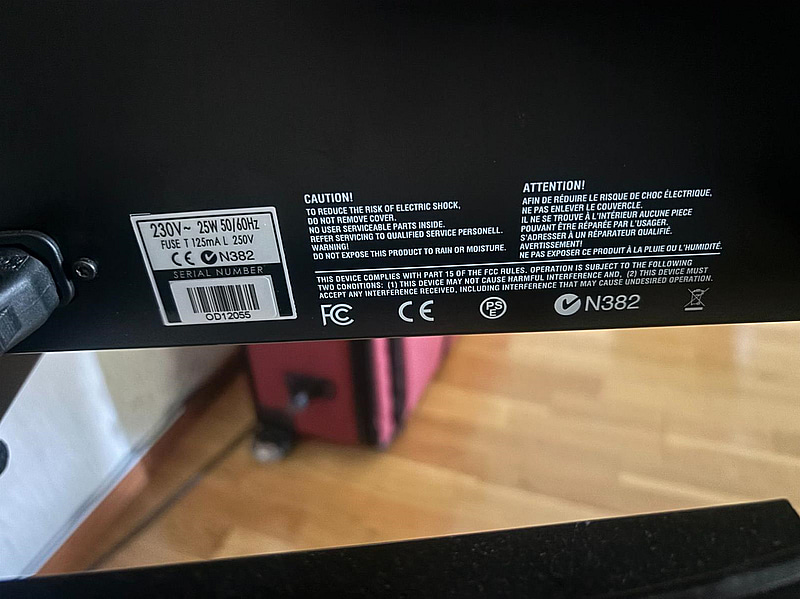 230V~ 25W 50/60Hz
FUSE T 125mA L 250V
CE N382
SERIAL NUMBER
OD12055
CAUTION!
TO REDUCE THE RISK OF ELECTRIC SHOCK,
DO NOT REMOVE COVER.
NO USER SERVICEABLE PARTS INSIDE.
REFER SERVICING TO QUALIFIED SERVICE PERSONELL.
WARNING!
DO NOT EXPOSE THIS PRODUCT TO RAIN OR MOISTURE.
ATTENTION!
AFIN DE RÉDUIRE LE RISQUE DE CHOC ÉLECTRIQUE,
NE PAS ENLEVER LE COUVERCLE.
IL NE SE TROUVE À L'INTÉRIEUR AUCUNE PIECE
POUVANT ÊTRE RÉPARÉE PAR L'USAGER.
S'ADRESSER À UN RÉPARATEUR QUALIFIÉ.
AVERTISSEMENT!
NE PAS EXPOSER CE PRODUIT À LA PLUIE OU L'HUMIDITÉ.
THIS DEVICE COMPLIES WITH PART 15 OF THE FCC RULES. OPERATION IS SUBJECT TO THE FOLLOWING
TWO CONDITIONS: (1) THIS DEVICE MAY NOT CAUSE HARMFUL INTERFERENCE AND, (2) THIS DEVICE MUST
ACCEPT ANY INTERFERENCE RECEIVED, INCLUDING INTERFERENCE THAT MAY CAUSE UNDESIRED OPERATION.
FC CE PSE N382